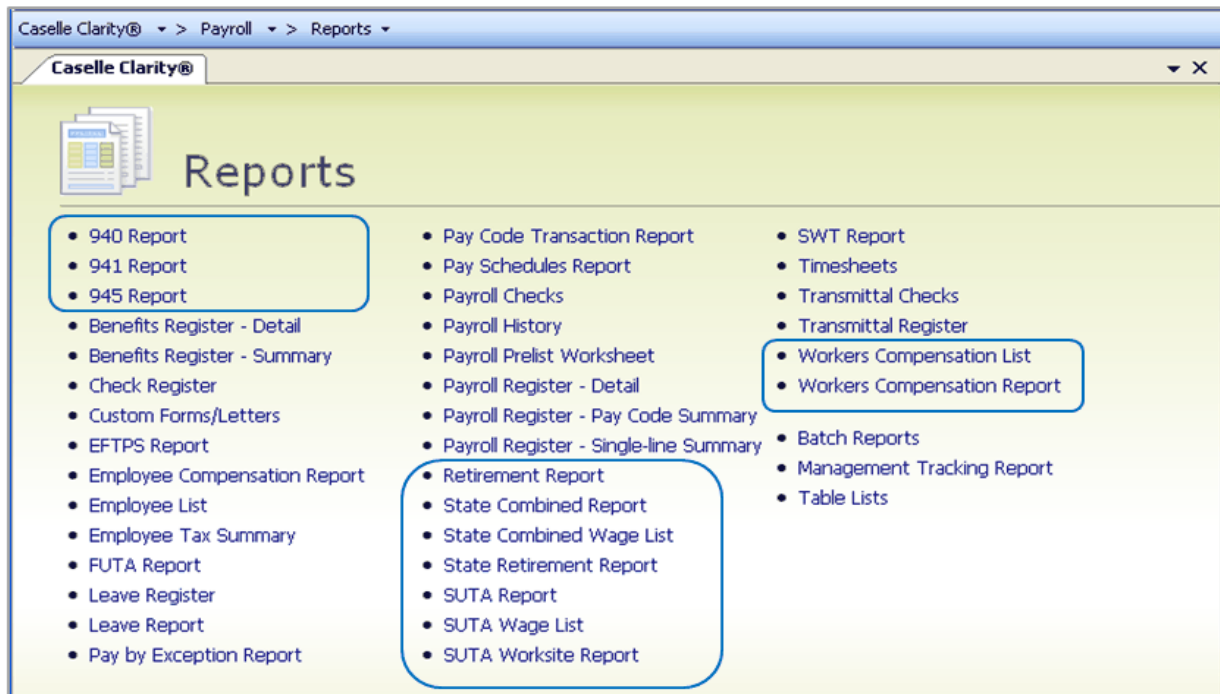 Caselle Clarity® > Payroll > Reports
Caselle Clarity®
Reports
• 940 Report
• 941 Report
• 945 Report
• Benefits Register - Detail
• Benefits Register - Summary
• Check Register
• Custom Forms/Letters
• EFTPS Report
• Employee Compensation Report
• Employee List
• Employee Tax Summary
• FUTA Report
• Leave Register
• Leave Report
• Pay by Exception Report
• Pay Code Transaction Report
• Pay Schedules Report
• Payroll Checks
• Payroll History
• Payroll Prelist Worksheet
• Payroll Register - Detail
• Payroll Register - Pay Code Summary
• Payroll Register - Single-line Summary
• Retirement Report
• State Combined Report
• State Combined Wage List
• State Retirement Report
• SUTA Report
• SUTA Wage List
• SUTA Worksite Report
• SWT Report
• Timesheets
• Transmittal Checks
• Transmittal Register
• Workers Compensation List
• Workers Compensation Report
• Batch Reports
• Management Tracking Report
• Table Lists